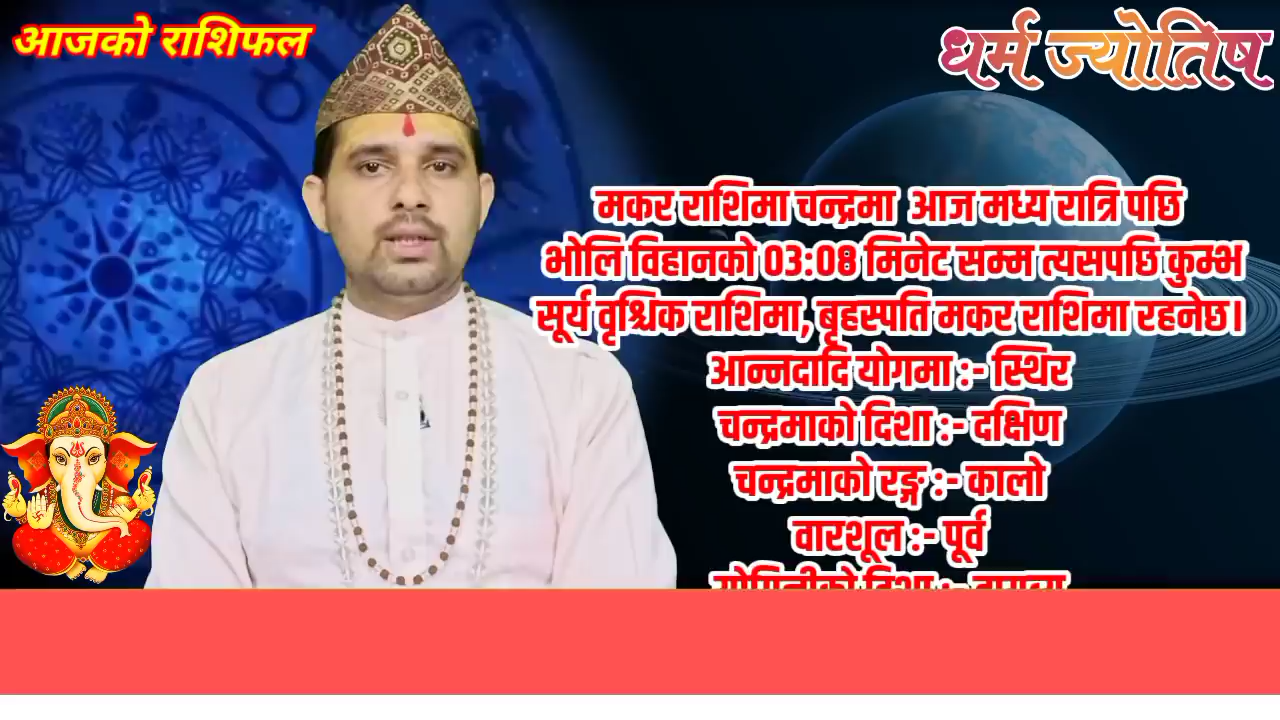 आजको राशिफल
धर्म ज्योतिष
मकर राशिमा चन्द्रमा आज मध्य रात्रि पछि
भोलि विहानको 03:08 मिनेट सम्म त्यसपछि कुम्भ
सूर्य वृश्चिक राशिमा, बृहस्पति मकर राशिमा रहनेछ।
आन्नदादि योगमा :- स्थिर
चन्द्रमाको दिशा :- दक्षिण
चन्द्रमाको रङ्ग :- कालो
वारशूल :- पूर्व